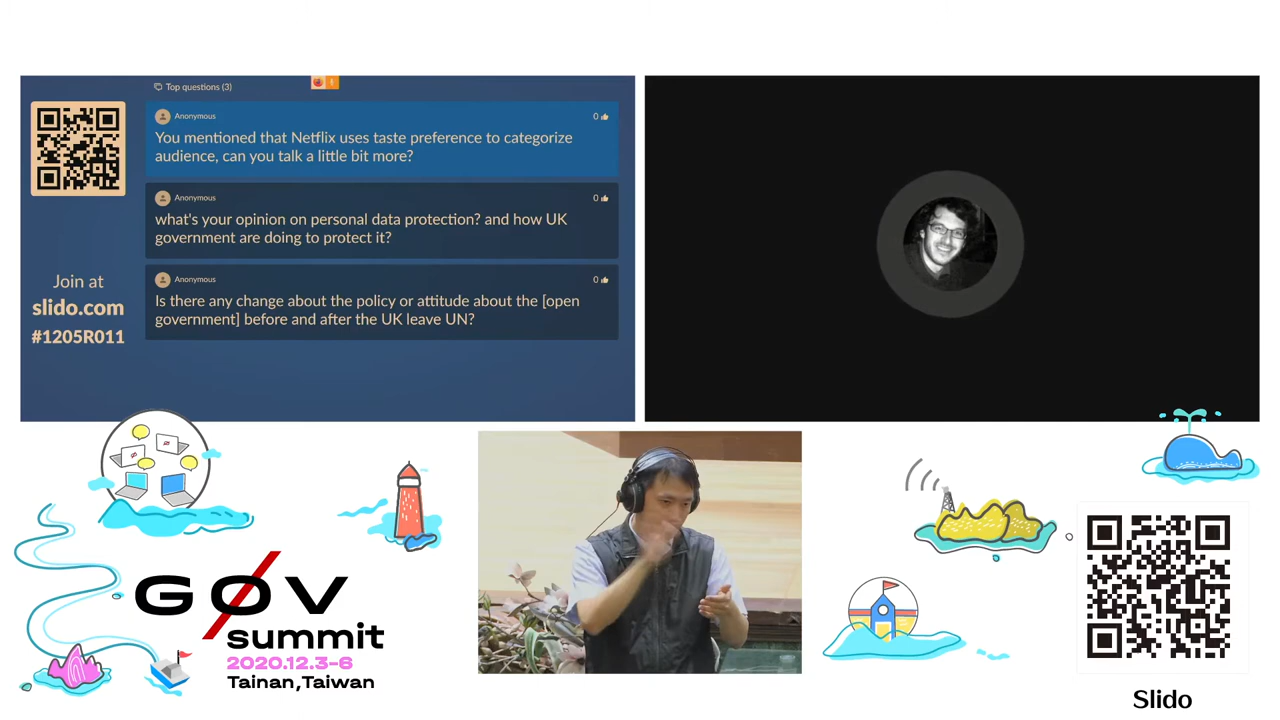 Top questions (3)
Anonymous
0
You mentioned that Netflix uses taste preference to categorize
audience, can you talk a little bit more?
Anonymous
0
what's your opinion on personal data protection? and how UK
government are doing to protect it?
Anonymous
0
Is there any change about the policy or attitude about the [open
government] before and after the UK leave UN?
Join at
slido.com
#1205R011
GØV
summit
2020.12.3-6
Tainan,Taiwan
Slido